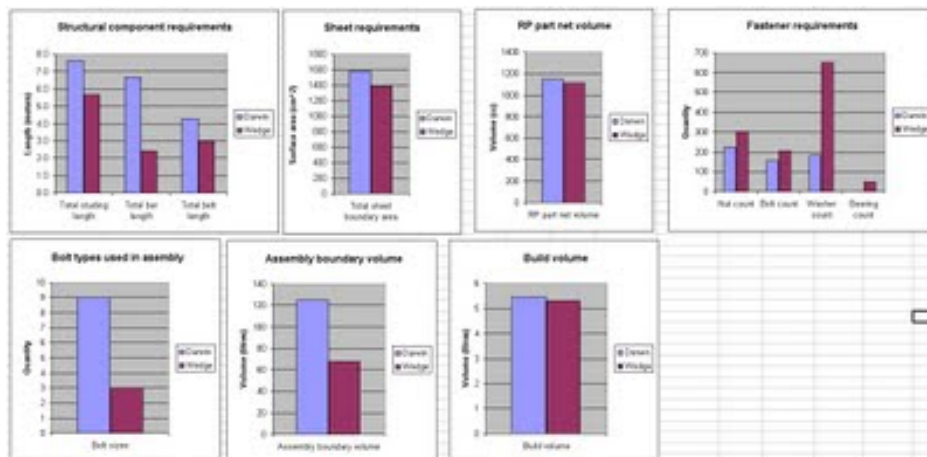 Structural component requirements
8.0
7.0
6.0
5.0
4.0
3.0
2.0
1.0
0.0
Length (metres)
Total studing length
Total bar length
Total belt length
Darwin
Wedge
Sheet requirements
1800
1600
1400
1200
1000
800
600
400
200
0
Surface area (cm^2)
Total sheet boundary area
Darwin
Wedge
RP part net volume
1400
1200
1000
800
600
400
200
0
Volume (cc)
RP part net volume
Darwin
Wedge
Fastener requirements
700
600
500
400
300
200
100
0
Quantity
Nut count
Bolt count
Washer count
Bearing count
Darwin
Wedge
Bolt types used in asembly
10
9
8
7
6
5
4
3
2
1
0
Quantity
Bolt sizes
Darwin
Wedge
Assembly boundary volume
140
120
100
80
60
40
20
0
Volume (litres)
Assembly boundary volume
Darwin
Wedge
Build volume
6
5
4
3
2
1
0
Volume (litres)
Build volume
Darwin
Wedge